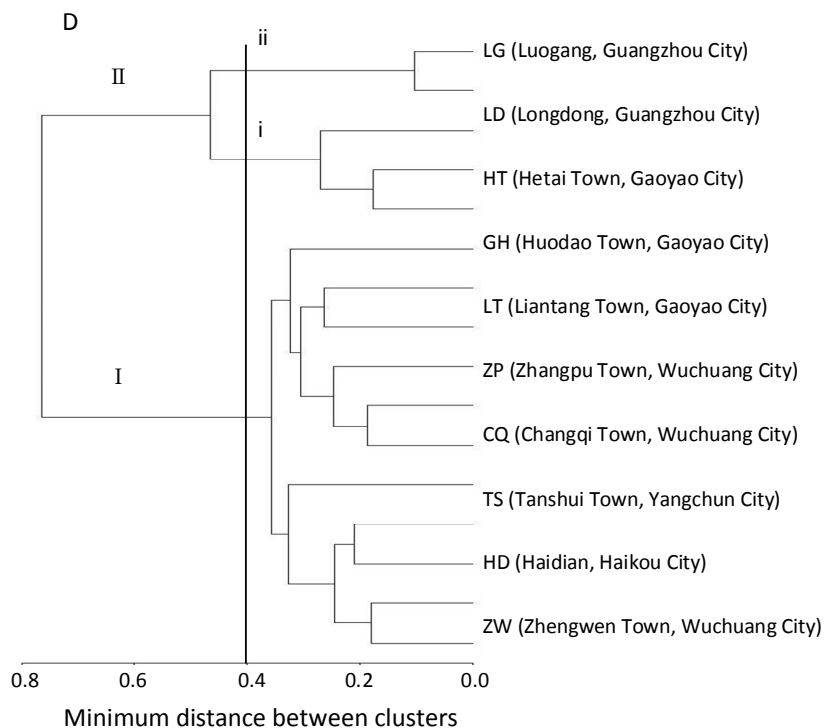 D
ii
LG (Luogang, Guangzhou City)
II
LD (Longdong, Guangzhou City)
i
HT (Hetai Town, Gaoyao City)
GH (Huodao Town, Gaoyao City)
LT (Liantang Town, Gaoyao City)
ZP (Zhangpu Town, Wuchuang City)
I
CQ (Changqi Town, Wuchuang City)
TS (Tanshui Town, Yangchun City)
HD (Haidian, Haikou City)
ZW (Zhengwen Town, Wuchuang City)
0.8 0.6 0.4 0.2 0.0
Minimum distance between clusters